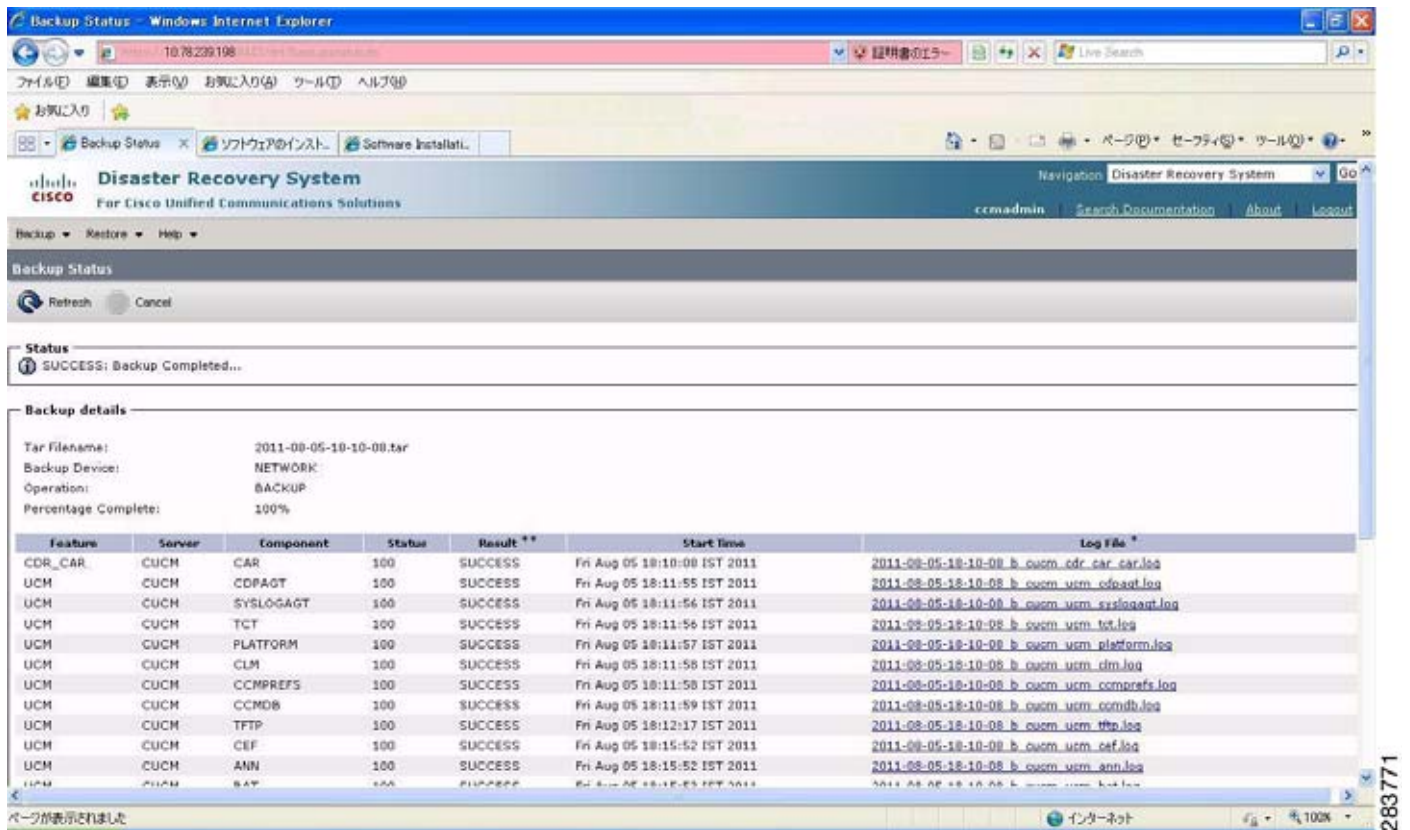 Backup Status - Windows Internet Explorer
10.78.239.198
証明書のエラー
Live Search
ファイル(F) 編集(E) 表示(V) お気に入り(A) ツール(T) ヘルプ(H)
お気に入り
Backup Status
ソフトウェアのインスト...
Software Installati...
ページ(P) セーフティ(S) ツール(O)
cisco
Disaster Recovery System
For Cisco Unified Communications Solutions
Navigation Disaster Recovery System Go
ccmadmin Search Documentation About Logout
Backup Restore Help
Backup Status
Refresh Cancel
Status
SUCCESS: Backup Completed...
Backup details
Tar Filename: 2011-08-05-18-10-08.tar
Backup Device: NETWORK
Operation: BACKUP
Percentage Complete: 100%
Feature Server Component Status Result ** Start Time Log File *
CDR_CAR CUCM CAR 100 SUCCESS Fri Aug 05 18:10:08 IST 2011 2011-08-05-18-10-08_b_cucm_cdr_car_car.log
UCM CUCM CDPAGT 100 SUCCESS Fri Aug 05 18:11:55 IST 2011 2011-08-05-18-10-08_b_cucm_ucm_cdpagt.log
UCM CUCM SYSLOGAGT 100 SUCCESS Fri Aug 05 18:11:56 IST 2011 2011-08-05-18-10-08_b_cucm_ucm_syslogagt.log
UCM CUCM TCT 100 SUCCESS Fri Aug 05 18:11:56 IST 2011 2011-08-05-18-10-08_b_cucm_ucm_tct.log
UCM CUCM PLATFORM 100 SUCCESS Fri Aug 05 18:11:57 IST 2011 2011-08-05-18-10-08_b_cucm_ucm_platform.log
UCM CUCM CLM 100 SUCCESS Fri Aug 05 18:11:58 IST 2011 2011-08-05-18-10-08_b_cucm_ucm_clm.log
UCM CUCM CCMPREFS 100 SUCCESS Fri Aug 05 18:11:58 IST 2011 2011-08-05-18-10-08_b_cucm_ucm_ccmprefs.log
UCM CUCM CCMDB 100 SUCCESS Fri Aug 05 18:11:59 IST 2011 2011-08-05-18-10-08_b_cucm_ucm_ccmdb.log
UCM CUCM TFTP 100 SUCCESS Fri Aug 05 18:12:17 IST 2011 2011-08-05-18-10-08_b_cucm_ucm_tftp.log
UCM CUCM CEF 100 SUCCESS Fri Aug 05 18:15:52 IST 2011 2011-08-05-18-10-08_b_cucm_ucm_cef.log
UCM CUCM ANN 100 SUCCESS Fri Aug 05 18:15:52 IST 2011 2011-08-05-18-10-08_b_cucm_ucm_ann.log
ページが表示されました
インターネット
100%
283771